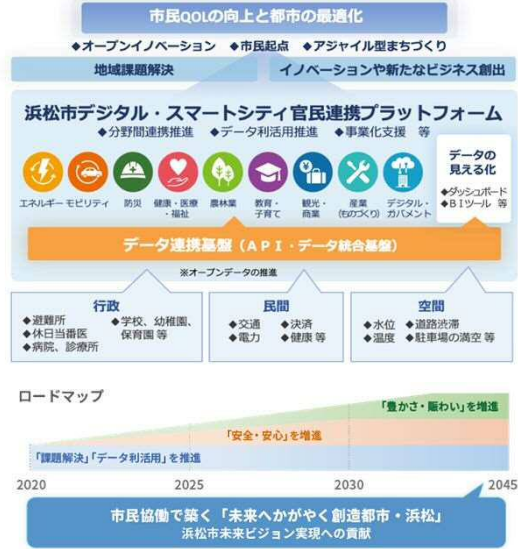 市民QOLの向上と都市の最適化
◆オープンイノベーション ◆市民起点 ◆アジャイル型まちづくり
地域課題解決
イノベーションや新たなビジネス創出
浜松市デジタル・スマートシティ官民連携プラットフォーム
◆分野間連携推進 ◆データ利活用推進 ◆事業化支援 等
エネルギー
モビリティ
防災
健康・医療
・福祉
農林業
教育・
子育て
観光・
商業
産業
(ものづくり)
デジタル・
ガバメント
データの
見える化
◆ダッシュボード
◆BIツール 等
データ連携基盤(API・データ統合基盤)
※オープンデータの推進
行政
◆避難所
◆休日当番医
◆病院、診療所
◆学校、幼稚園、
保育園 等
民間
◆交通 ◆決済
◆電力 ◆健康 等
空間
◆水位 ◆道路渋滞
◆温度 ◆駐車場の満空 等
ロードマップ
「豊かさ・賑わい」を増進
「安全・安心」を増進
「課題解決」「データ利活用」を推進
2020 2025 2030 2045
市民協働で築く「未来へかがやく創造都市・浜松」
浜松市未来ビジョン実現への貢献